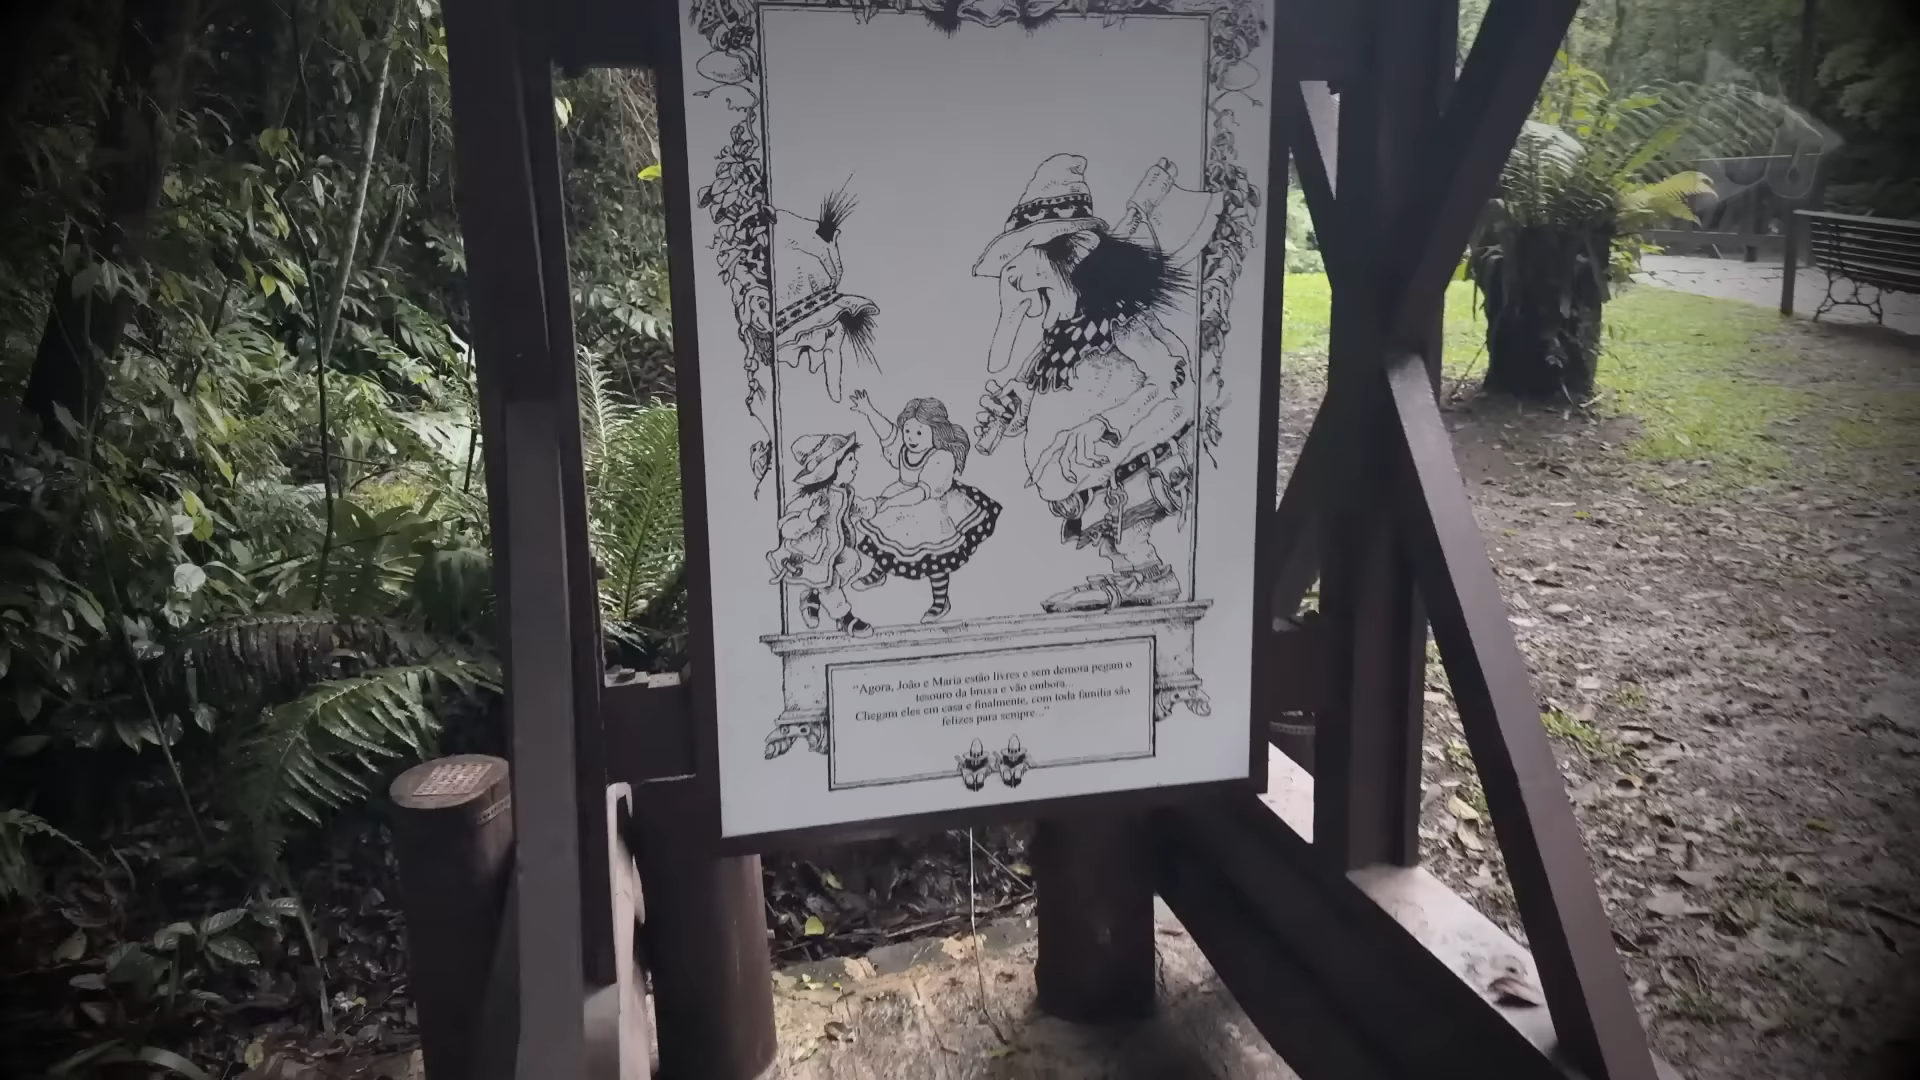 “Agora, João e Maria estão livres e sem demora pegam o
tesouro da bruxa e vão embora...
Chegam eles em casa e finalmente, com toda família são
felizes para sempre...”